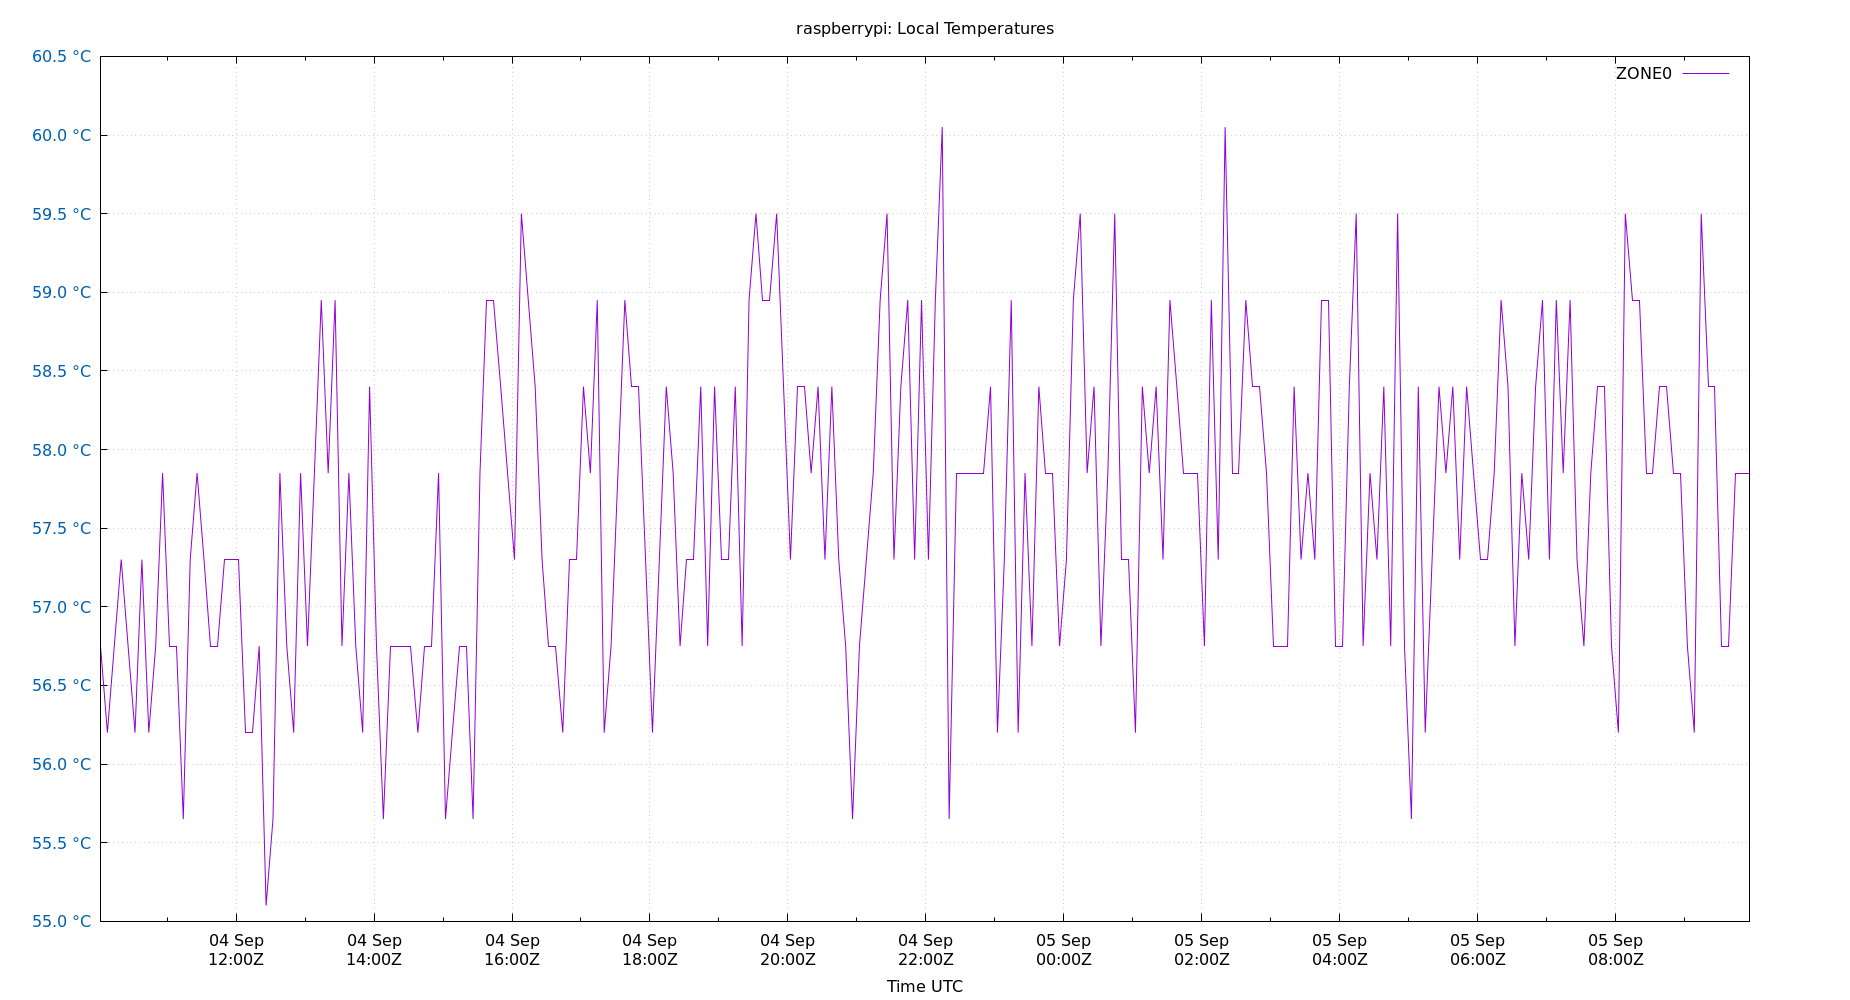 raspberrypi: Local Temperatures
60.5 °C
ZONE0
60.0 °C
59.5 °C
59.0 °C
58.5 °C
58.0 °C
57.5 °C
57.0 °C
56.5 °C
56.0 °C
55.5 °C
55.0 °C
04 Sep 04 Sep 04 Sep 04 Sep 04 Sep 04 Sep 05 Sep 05 Sep 05 Sep 05 Sep 05 Sep
12:00Z 14:00Z 16:00Z 18:00Z 20:00Z 22:00Z 00:00Z 02:00Z 04:00Z 06:00Z 08:00Z
Time UTC